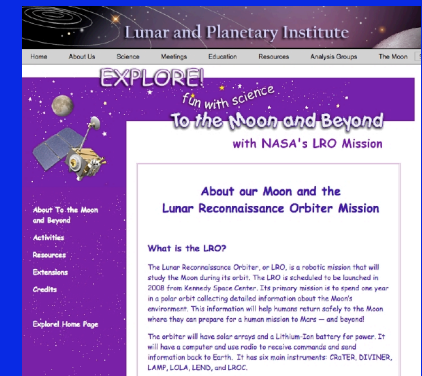 Lunar and Planetary Institute
Home About Us Science Meetings Education Resources Analysis Groups The Moon
EXPLORE!
fun with science
To the Moon and Beyond
with NASA's LRO Mission
About To the Moon
and Beyond
Activities
Resources
Extensions
Credits
Explore! Home Page
About our Moon and the
Lunar Reconnaissance Orbiter Mission
What is the LRO?
The Lunar Reconnaissance Orbiter, or LRO, is a robotic mission that will
study the Moon during its orbit. The LRO is scheduled to be launched in
2008 from Kennedy Space Center. Its primary mission is to spend one year
in a polar orbit collecting detailed information about the Moon's
environment. This information will help humans return safely to the Moon
where they can prepare for a human mission to Mars — and beyond!
The orbiter will have solar arrays and a Lithium-Ion battery for power. It
will have a computer and use radio to receive commands and send
information back to Earth. It has six main instruments: CRaTER, DIVINER,
LAMP, LOLA, LEND, and LROC.